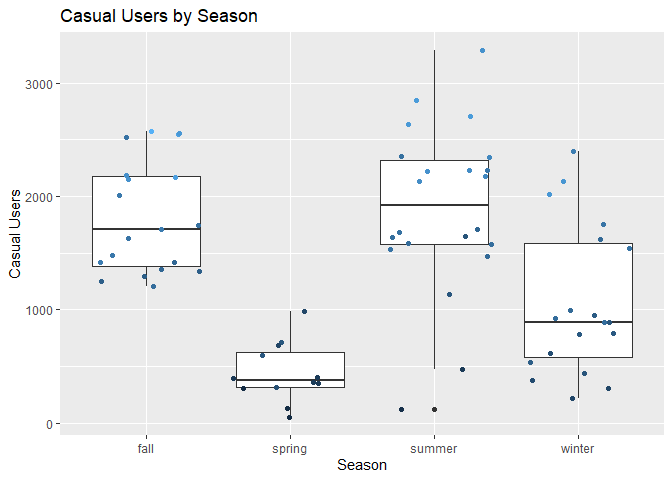 Casual Users by Season
Casual Users
3000
2000
1000
0
fall
spring
summer
winter
Season